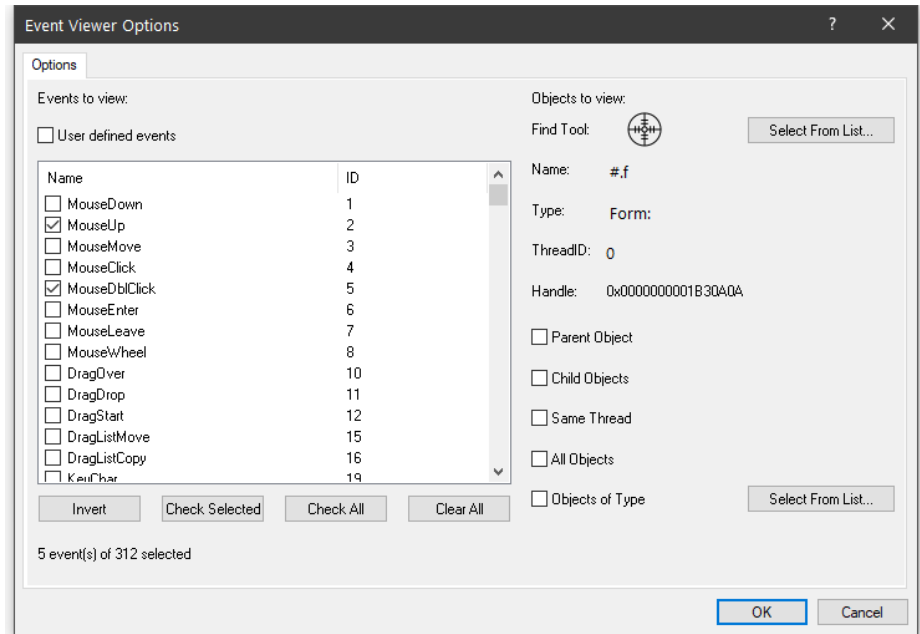 Event Viewer Options
Options
Events to view:
User defined events
Name ID
MouseDown 1
MouseUp 2
MouseMove 3
MouseClick 4
MouseDblClick 5
MouseEnter 6
MouseLeave 7
MouseWheel 8
DragOver 10
DragDrop 11
DragStart 12
DragListMove 15
DragListCopy 16
KeyChar 19
Invert Check Selected Check All Clear All
5 event(s) of 312 selected
Objects to view:
Find Tool: Select From List...
Name: #.f
Type: Form:
ThreadID: 0
Handle: 0x0000000001B30A0A
Parent Object
Child Objects
Same Thread
All Objects
Objects of Type Select From List...
OK Cancel